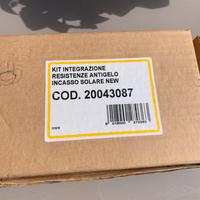 KIT INTEGRAZIONE
RESISTENZE ANTIGELO
INCASSO SOLARE NEW
COD. 20043087